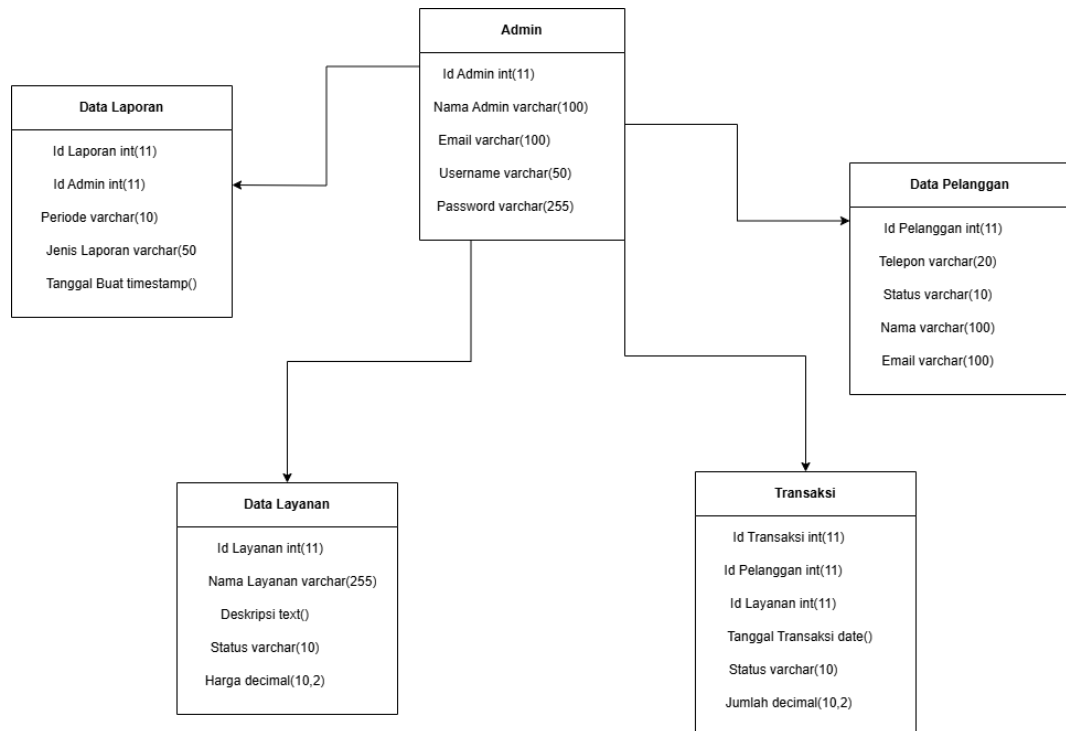 Admin
Id Admin int(11)
Nama Admin varchar(100)
Email varchar(100)
Username varchar(50)
Password varchar(255)
Data Laporan
Id Laporan int(11)
Id Admin int(11)
Periode varchar(10)
Jenis Laporan varchar(50
Tanggal Buat timestamp()
Data Pelanggan
Id Pelanggan int(11)
Telepon varchar(20)
Status varchar(10)
Nama varchar(100)
Email varchar(100)
Data Layanan
Id Layanan int(11)
Nama Layanan varchar(255)
Deskripsi text()
Status varchar(10)
Harga decimal(10,2)
Transaksi
Id Transaksi int(11)
Id Pelanggan int(11)
Id Layanan int(11)
Tanggal Transaksi date()
Status varchar(10)
Jumlah decimal(10,2)